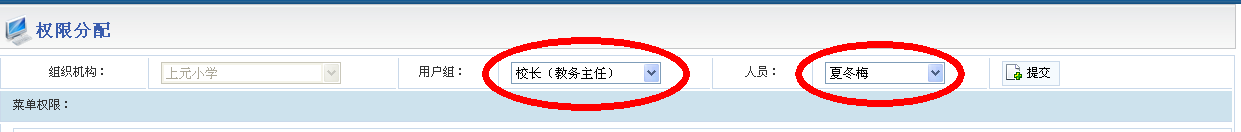 权限分配
组织机构： 上元小学 用户组： 校长（教务主任） 人员： 夏冬梅 提交
菜单权限：